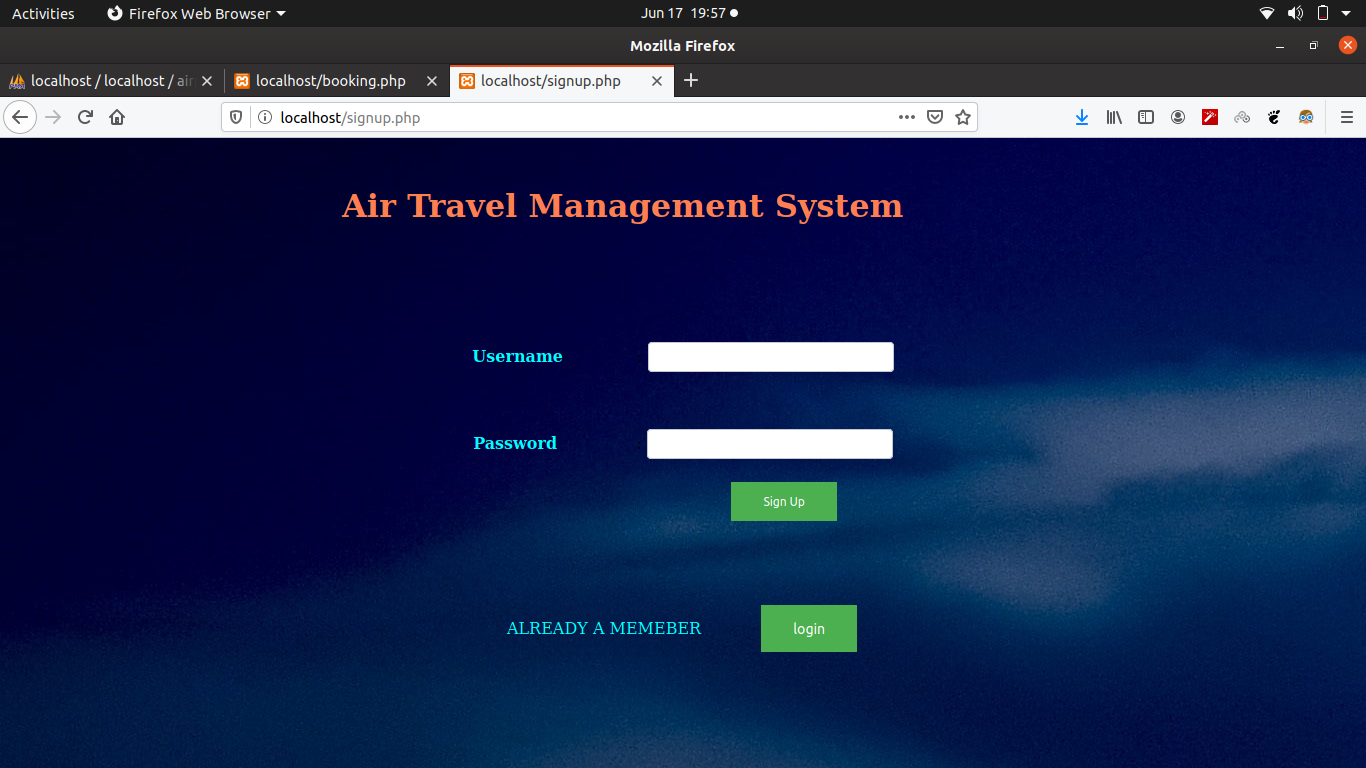 Activities Firefox Web Browser Jun 17 19:57
Mozilla Firefox
localhost / localhost / air localhost/booking.php localhost/signup.php
localhost/signup.php
Air Travel Management System
Username
Password
Sign Up
ALREADY A MEMEBER login